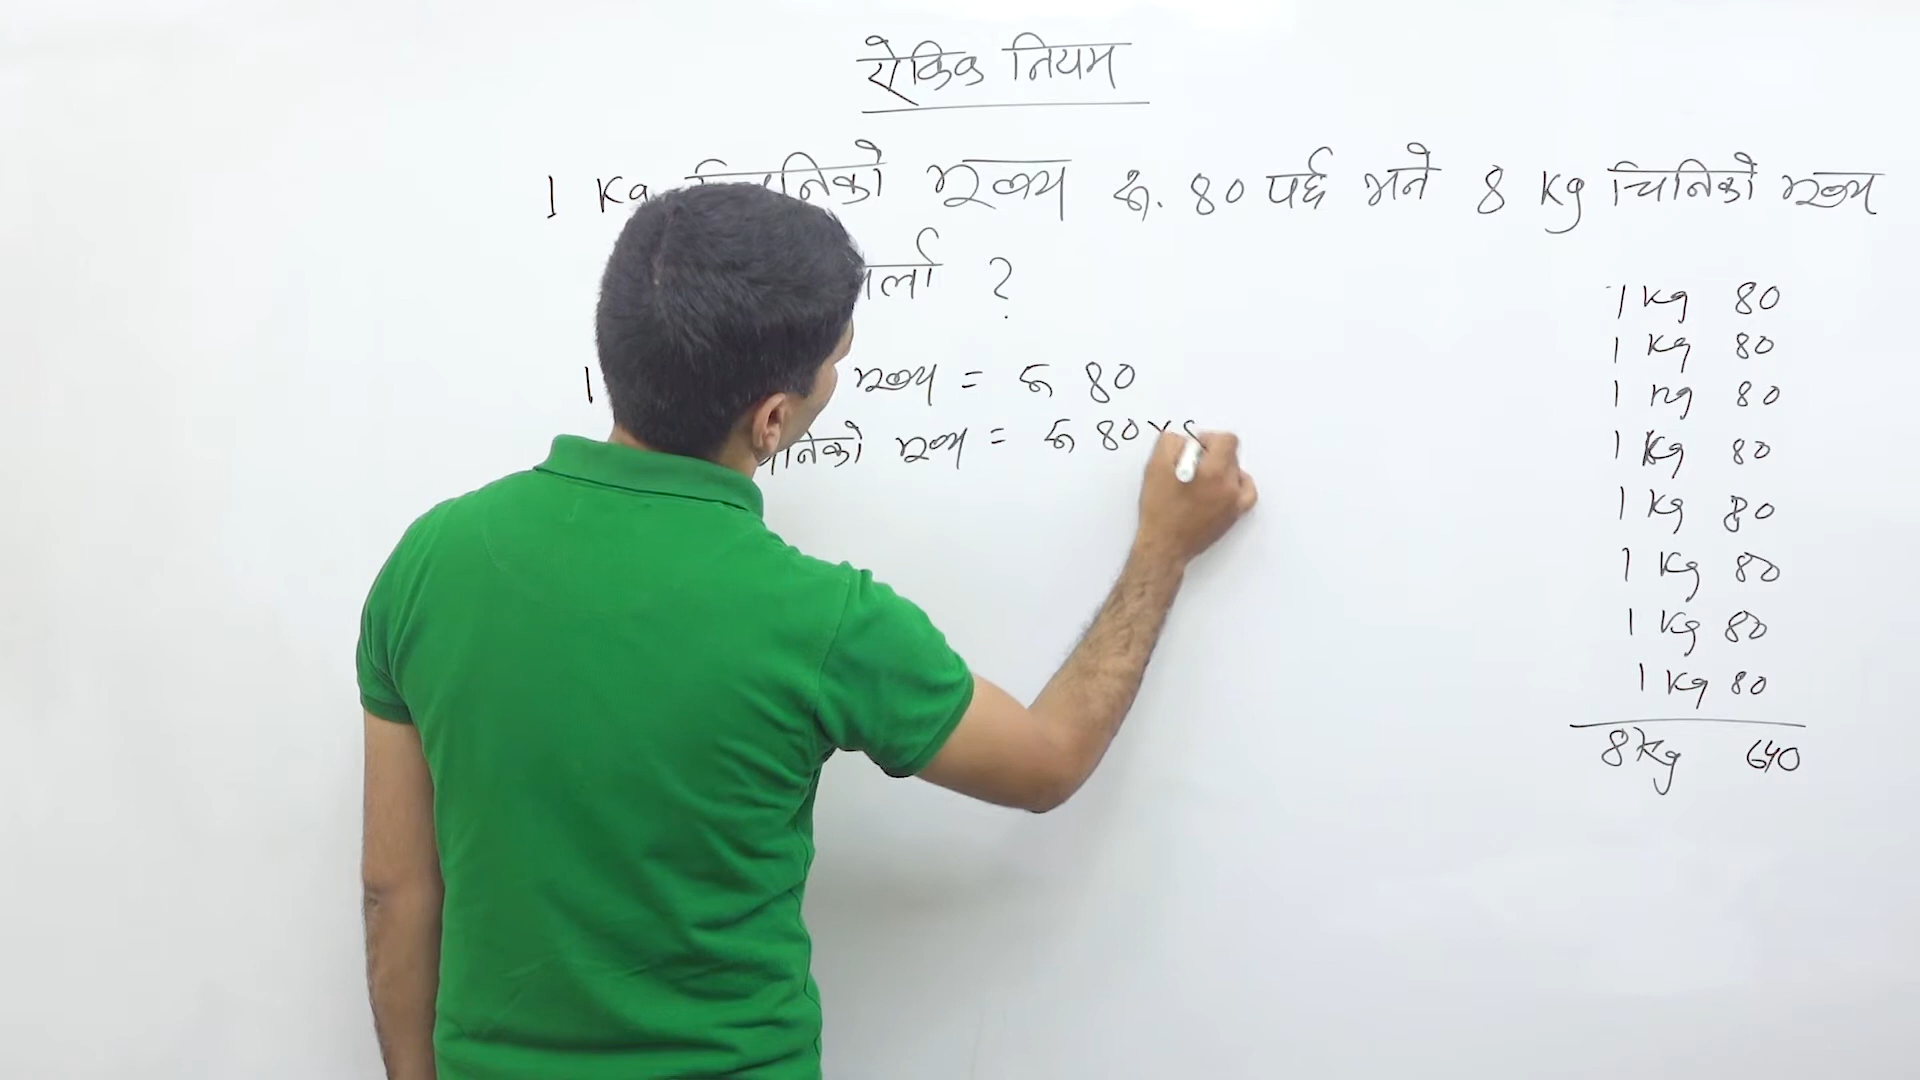 ऐकिक नियम
1 Kg चिनिको मूल्य रू. 80 पर्छ भने 8 Kg चिनिको मूल्य
पर्ला ?
1 मूल्य = रू 80
चिनिको मूल्य = रू 80 ×
1 Kg 80
1 Kg 80
1 Kg 80
1 Kg 80
1 Kg 80
1 Kg 80
1 Kg 80
1 Kg 80
8 Kg 640